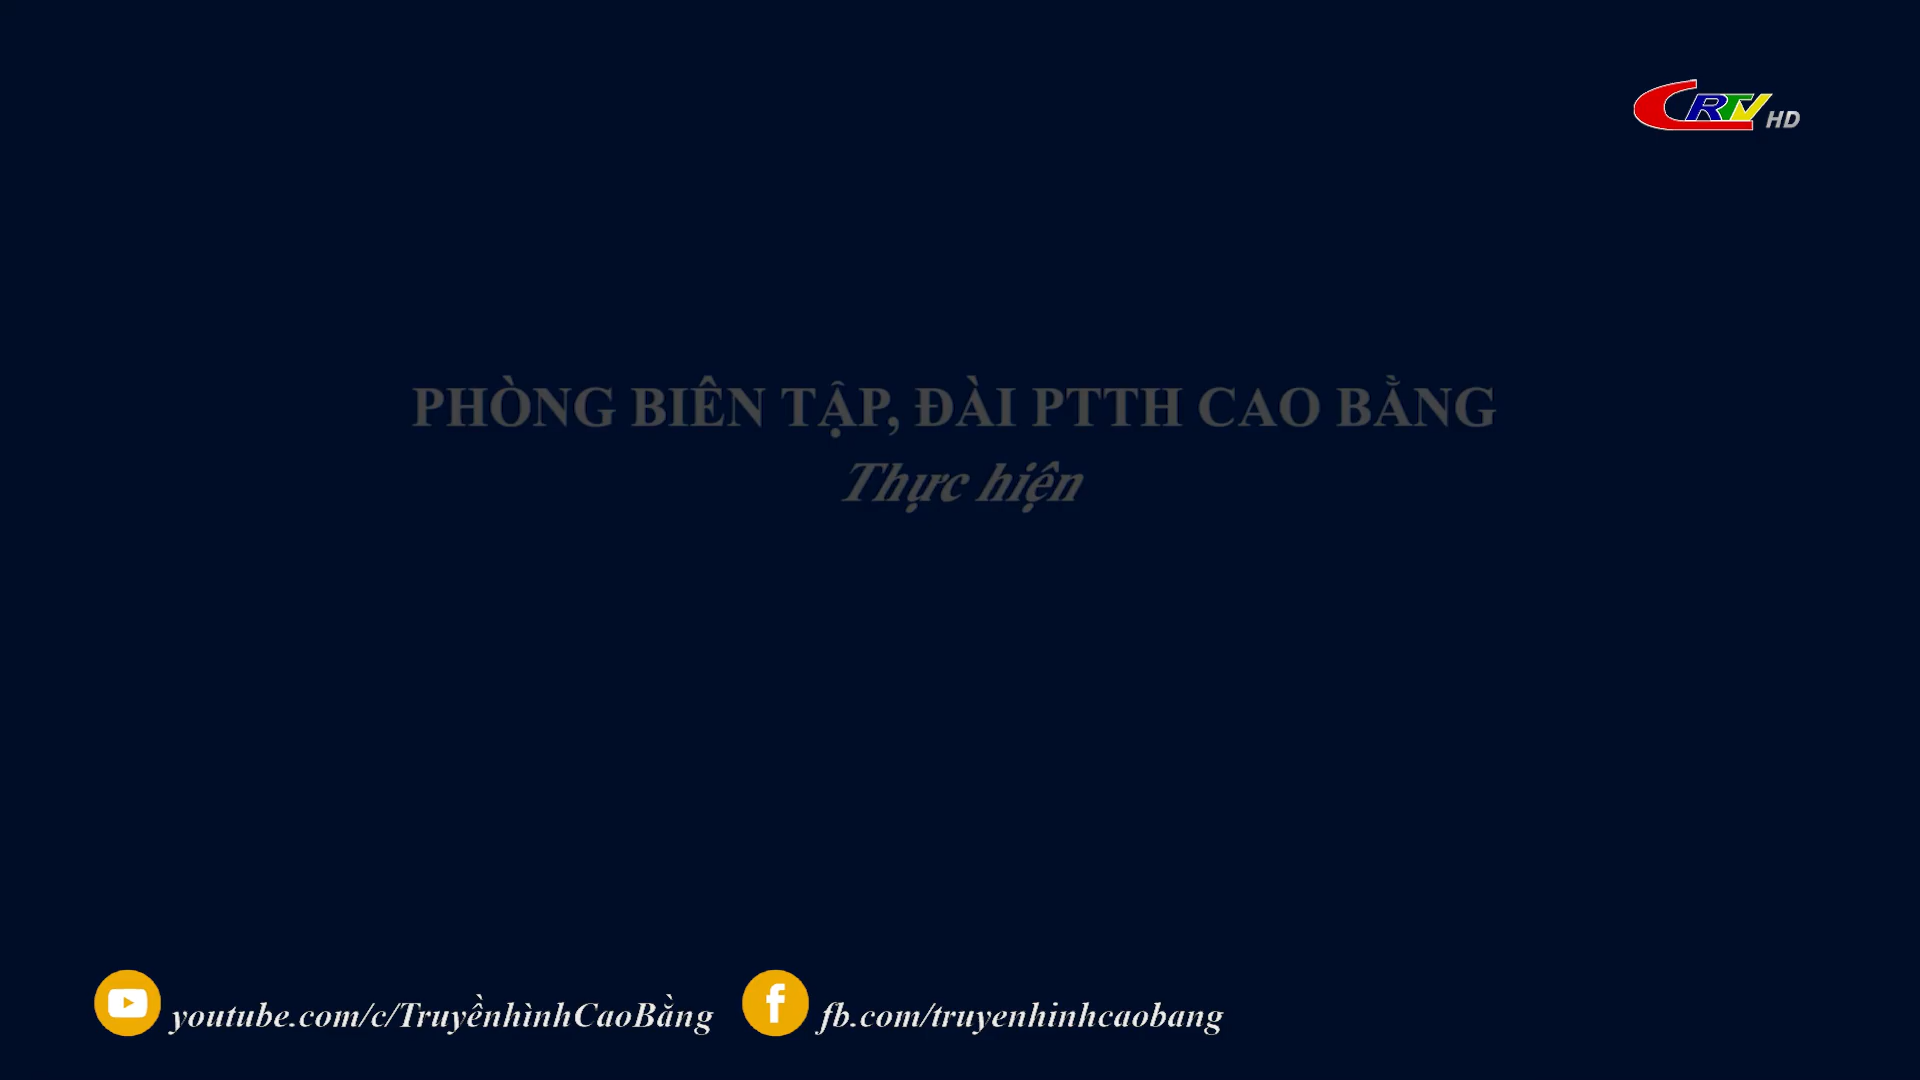 CRTV HD
PHÒNG BIÊN TẬP, ĐÀI PTTH CAO BẰNG
Thực hiện
youtube.com/c/TruyềnhìnhCaoBằng
fb.com/truyenhinhcaobang